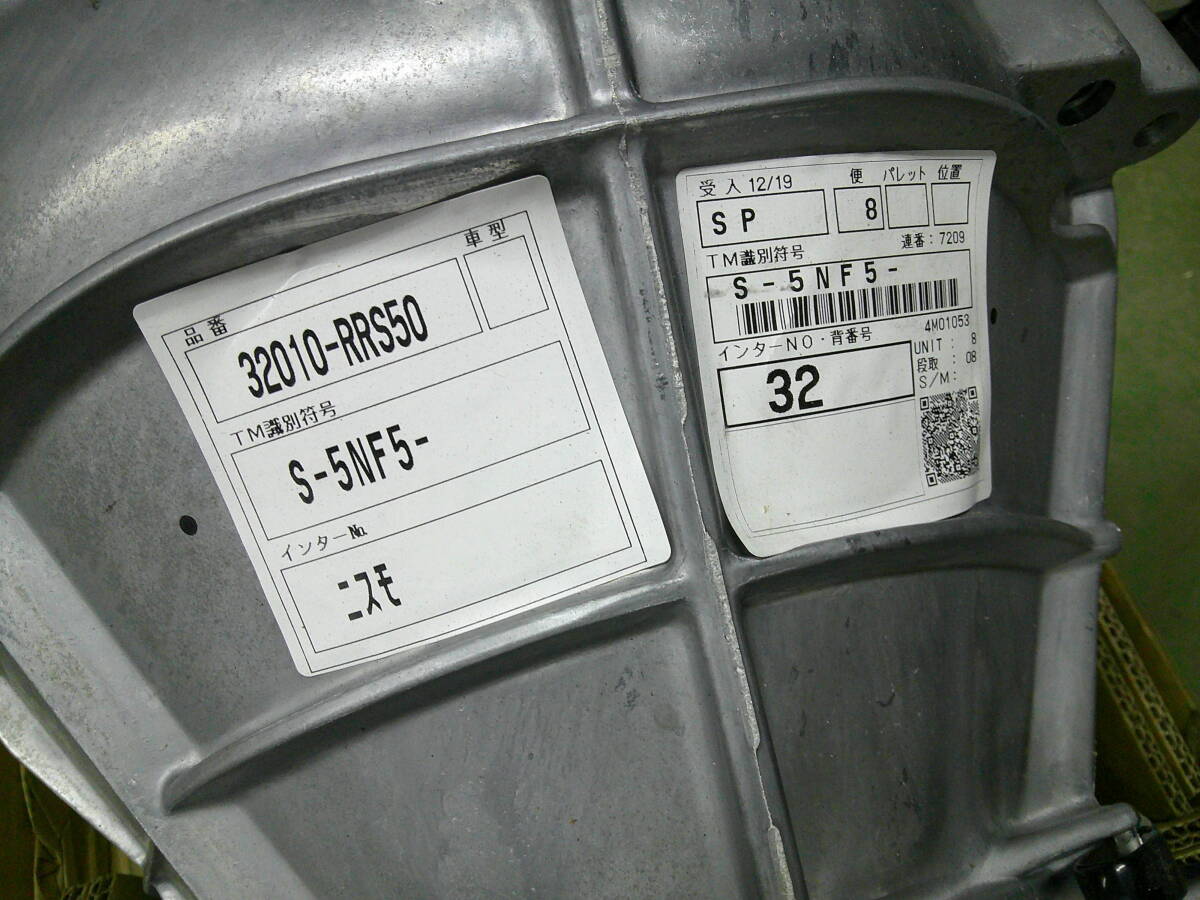 品番 車型
32010-RRS50
TM識別符号
S-5NF5-
インターNo.
ニスモ
受入 12/19 便 パレット 位置
SP 8
連番：7209
TM識別符号
S-5NF5-
4M01053
インターNO・背番号
UNIT： 8
段取 ： 08
S/M：
32